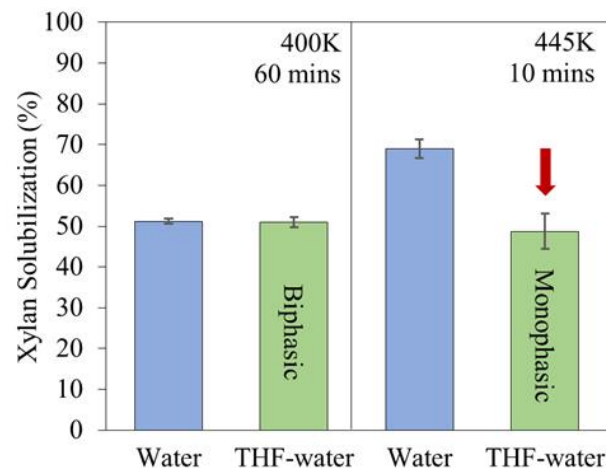 Xylan Solubilization (%)
100
90
80
70
60
50
40
30
20
10
0
400K
60 mins
445K
10 mins
Biphasic
Monophasic
Water THF-water Water THF-water